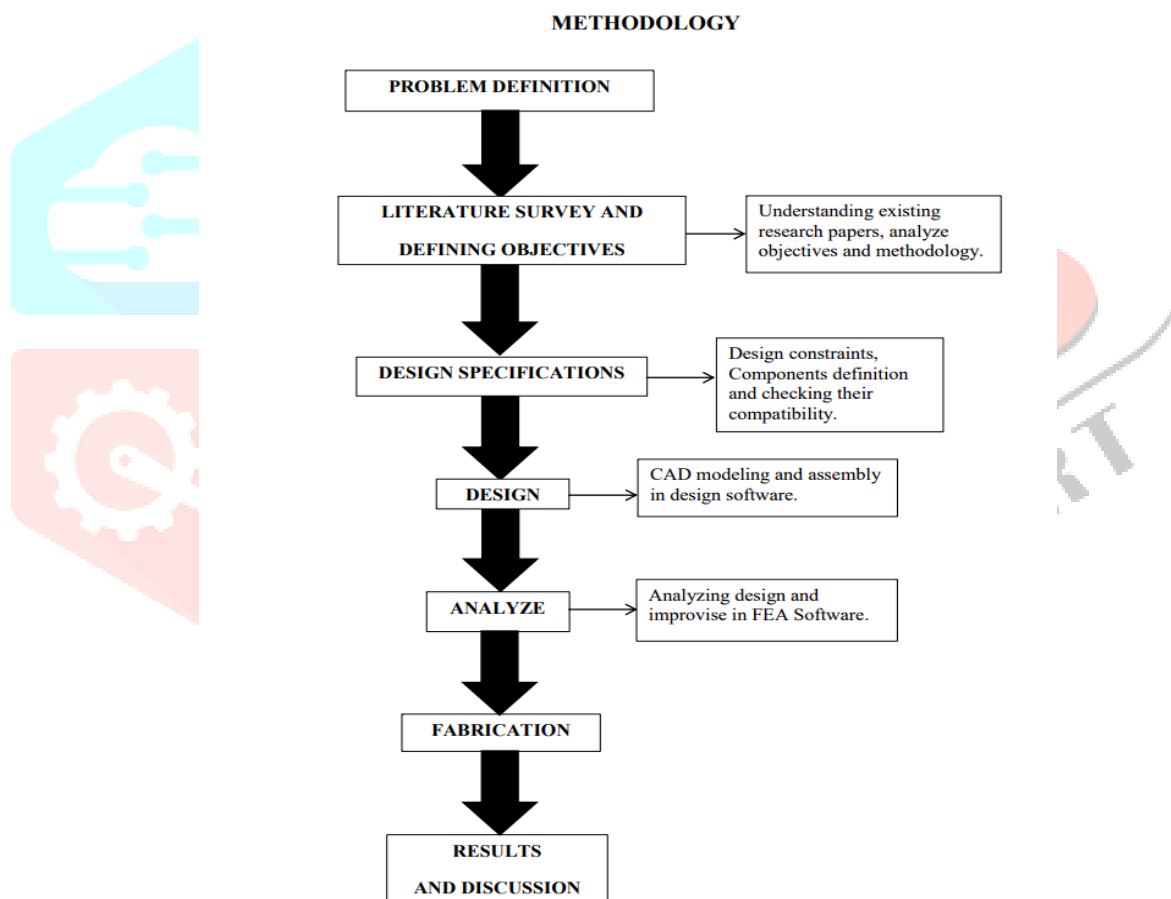 METHODOLOGY
PROBLEM DEFINITION
LITERATURE SURVEY AND
DEFINING OBJECTIVES
Understanding existing
research papers, analyze
objectives and methodology.
DESIGN SPECIFICATIONS
Design constraints,
Components definition
and checking their
compatibility.
DESIGN
CAD modeling and assembly
in design software.
ANALYZE
Analyzing design and
improvise in FEA Software.
FABRICATION
RESULTS
AND DISCUSSION